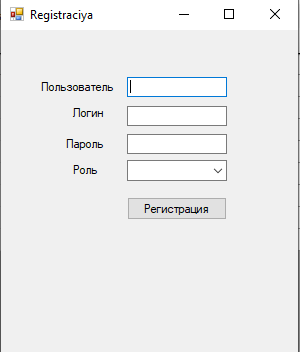 Registraciya
Пользователь
Логин
Пароль
Роль
Регистрация